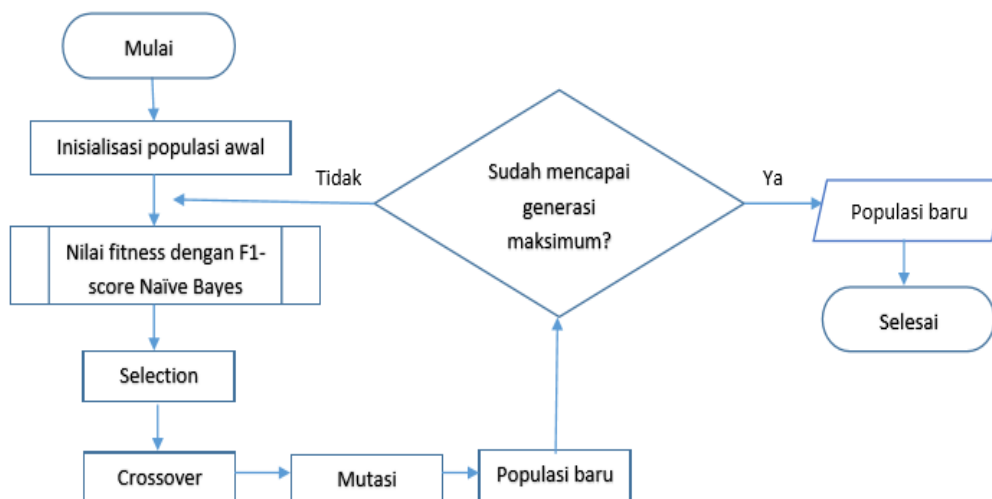 Mulai
Inisialisasi populasi awal
Nilai fitness dengan F1-
score Naïve Bayes
Selection
Crossover
Mutasi
Populasi baru
Sudah mencapai
generasi
maksimum?
Tidak
Ya
Populasi baru
Selesai